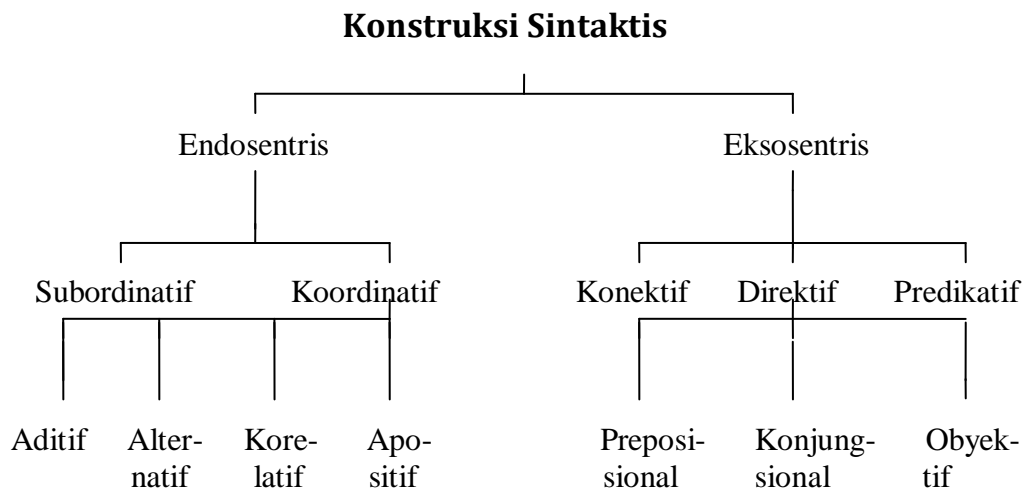 Konstruksi Sintaktis
Endosentris Eksosentris
Subordinatif Koordinatif Konektif Direktif Predikatif
Aditif Alter- Kore- Apo- Preposi- Konjung- Obyek-
natif latif sitif sional sional tif